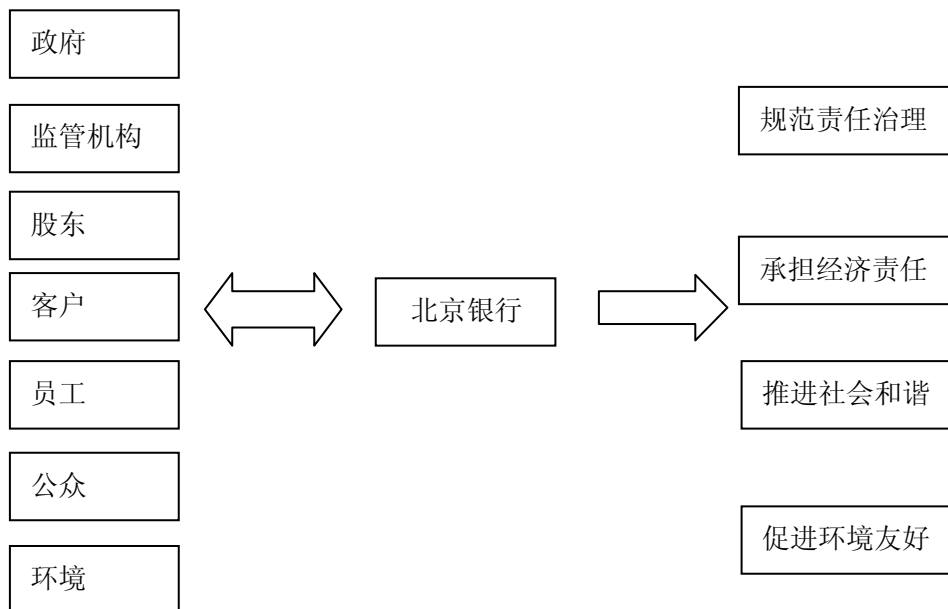 政府
监管机构
股东
客户
员工
公众
环境
北京银行
规范责任治理
承担经济责任
推进社会和谐
促进环境友好